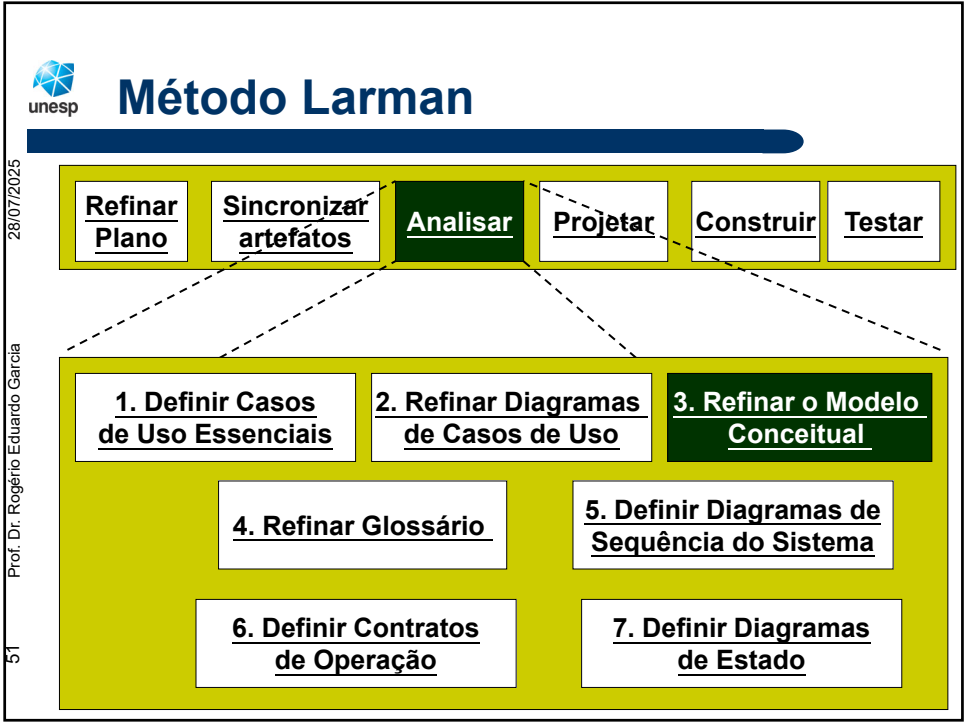 unesp
Método Larman
28/07/2025
Prof. Dr. Rogério Eduardo Garcia
51
Refinar
Plano
Sincronizar
artefatos
Analisar
Projetar
Construir
Testar
1. Definir Casos
de Uso Essenciais
2. Refinar Diagramas
de Casos de Uso
3. Refinar o Modelo
Conceitual
4. Refinar Glossário
5. Definir Diagramas de
Sequência do Sistema
6. Definir Contratos
de Operação
7. Definir Diagramas
de Estado